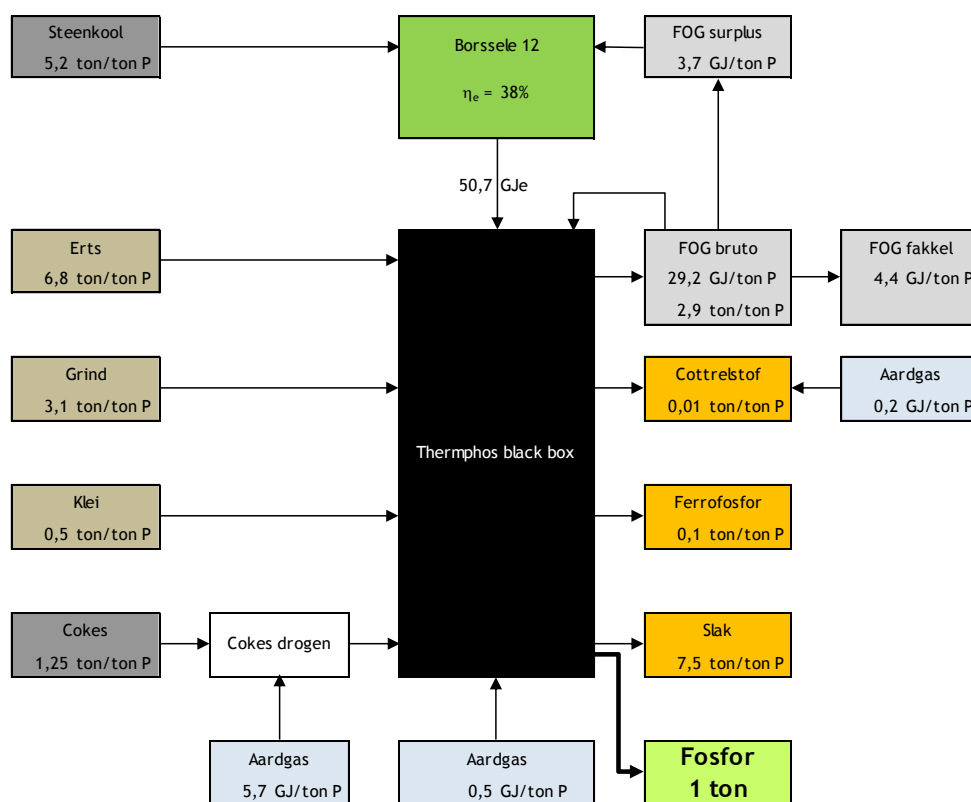 Steenkool
5,2 ton/ton P
Borssele 12
ηe = 38%
FOG surplus
3,7 GJ/ton P
50,7 GJe
Erts
6,8 ton/ton P
FOG bruto
29,2 GJ/ton P
2,9 ton/ton P
FOG fakkel
4,4 GJ/ton P
Grind
3,1 ton/ton P
Cottrelstof
0,01 ton/ton P
Aardgas
0,2 GJ/ton P
Thermphos black box
Klei
0,5 ton/ton P
Ferrofosfor
0,1 ton/ton P
Cokes
1,25 ton/ton P
Cokes drogen
Slak
7,5 ton/ton P
Aardgas
5,7 GJ/ton P
Aardgas
0,5 GJ/ton P
Fosfor
1 ton